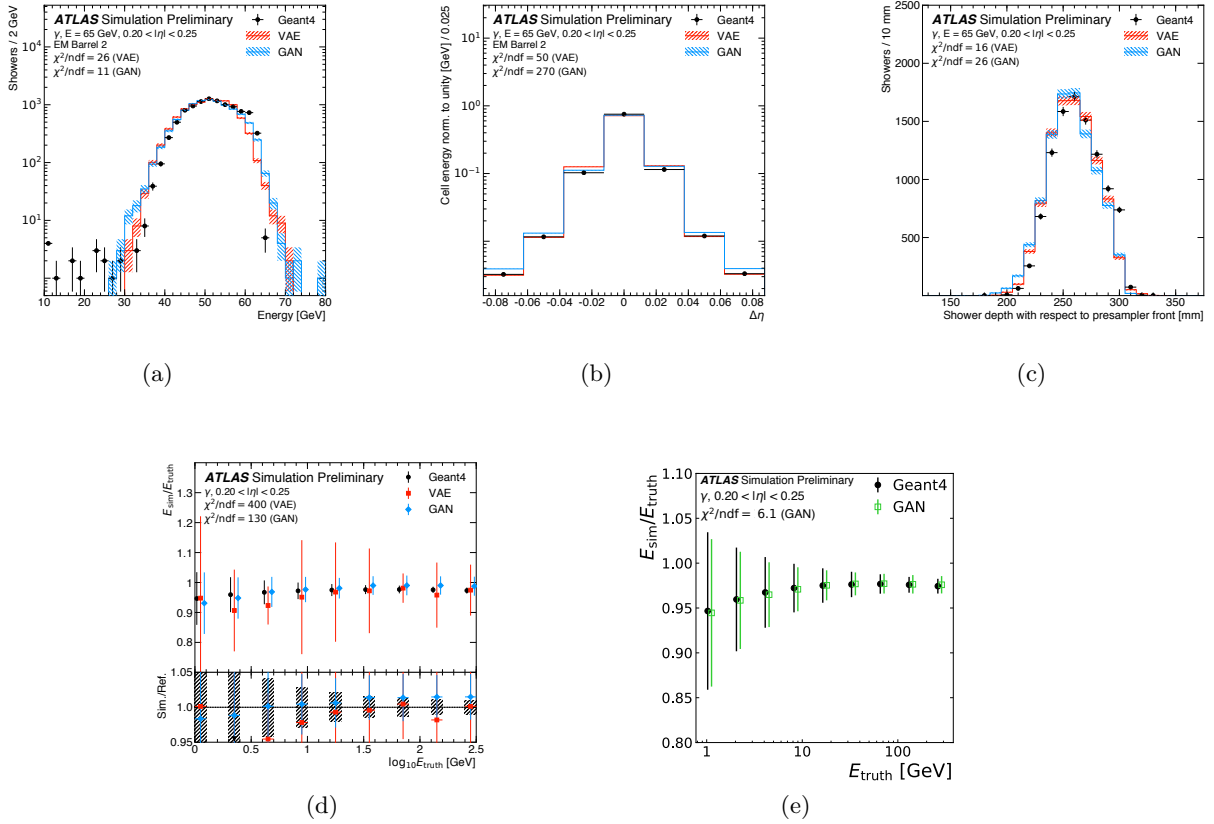 ATLAS Simulation Preliminary
γ, E = 65 GeV, 0.20 < |η| < 0.25
EM Barrel 2
χ²/ndf = 26 (VAE)
χ²/ndf = 11 (GAN)
Geant4
VAE
GAN
Showers / 2 GeV
10⁴
10³
10²
10¹
10 20 30 40 50 60 70 80
Energy [GeV]
(a)
ATLAS Simulation Preliminary
γ, E = 65 GeV, 0.20 < |η| < 0.25
EM Barrel 2
χ²/ndf = 50 (VAE)
χ²/ndf = 270 (GAN)
Geant4
VAE
GAN
Cell energy norm. to unity [GeV] / 0.025
10¹
10⁰
10⁻¹
10⁻²
-0.08 -0.06 -0.04 -0.02 0 0.02 0.04 0.06 0.08
Δη
(b)
ATLAS Simulation Preliminary
γ, E = 65 GeV, 0.20 < |η| < 0.25
χ²/ndf = 16 (VAE)
χ²/ndf = 26 (GAN)
Geant4
VAE
GAN
Showers / 10 mm
2500
2000
1500
1000
500
150 200 250 300 350
Shower depth with respect to presampler front [mm]
(c)
ATLAS Simulation Preliminary
γ, 0.20 < |η| < 0.25
χ²/ndf = 400 (VAE)
χ²/ndf = 130 (GAN)
Geant4
VAE
GAN
E_sim/E_truth
1.3
1.2
1.1
1
0.9
0.8
Sim./Ref.
1.05
1.0
0.95
0 0.5 1.0 1.5 2.0 2.5
log₁₀E_truth [GeV]
(d)
ATLAS Simulation Preliminary
γ, 0.20 < |η| < 0.25
χ²/ndf = 6.1 (GAN)
Geant4
GAN
E_sim/E_truth
1.10
1.05
1.00
0.95
0.90
0.85
0.80
1 10 100
E_truth [GeV]
(e)